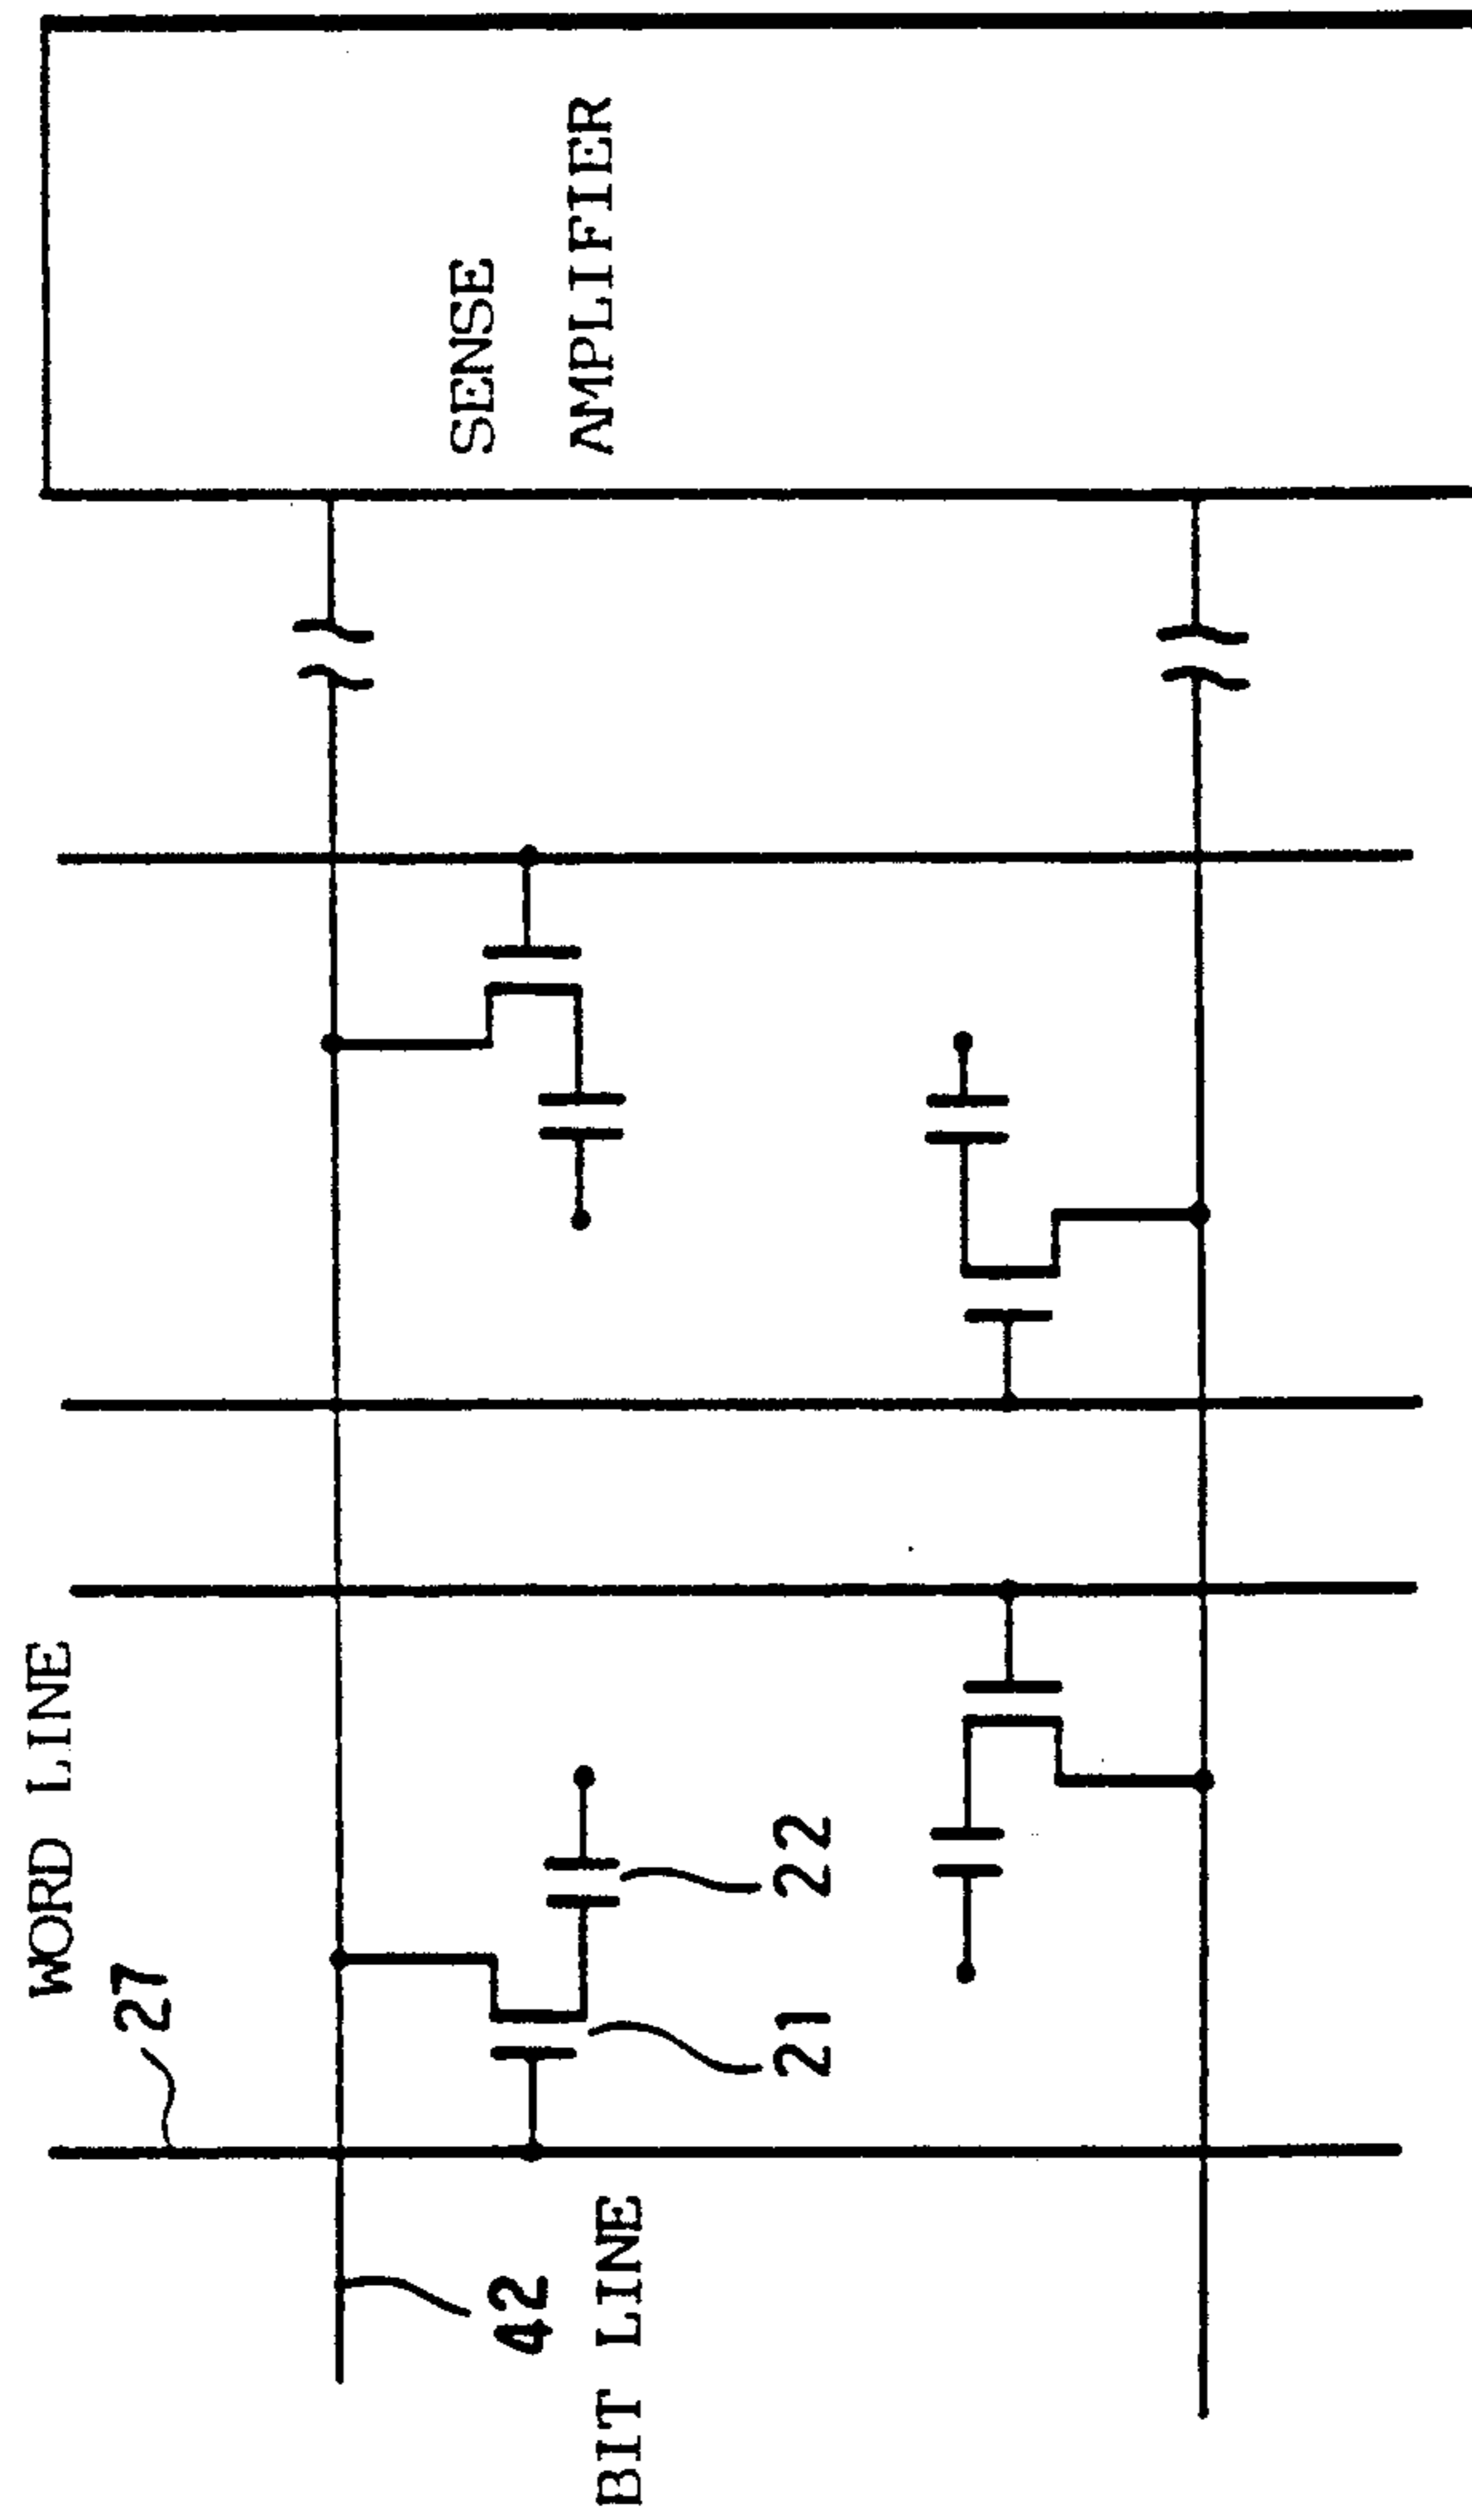 SENSE
AMPLIFIER
WORD LINE
27
22
21
42
BIT LINE